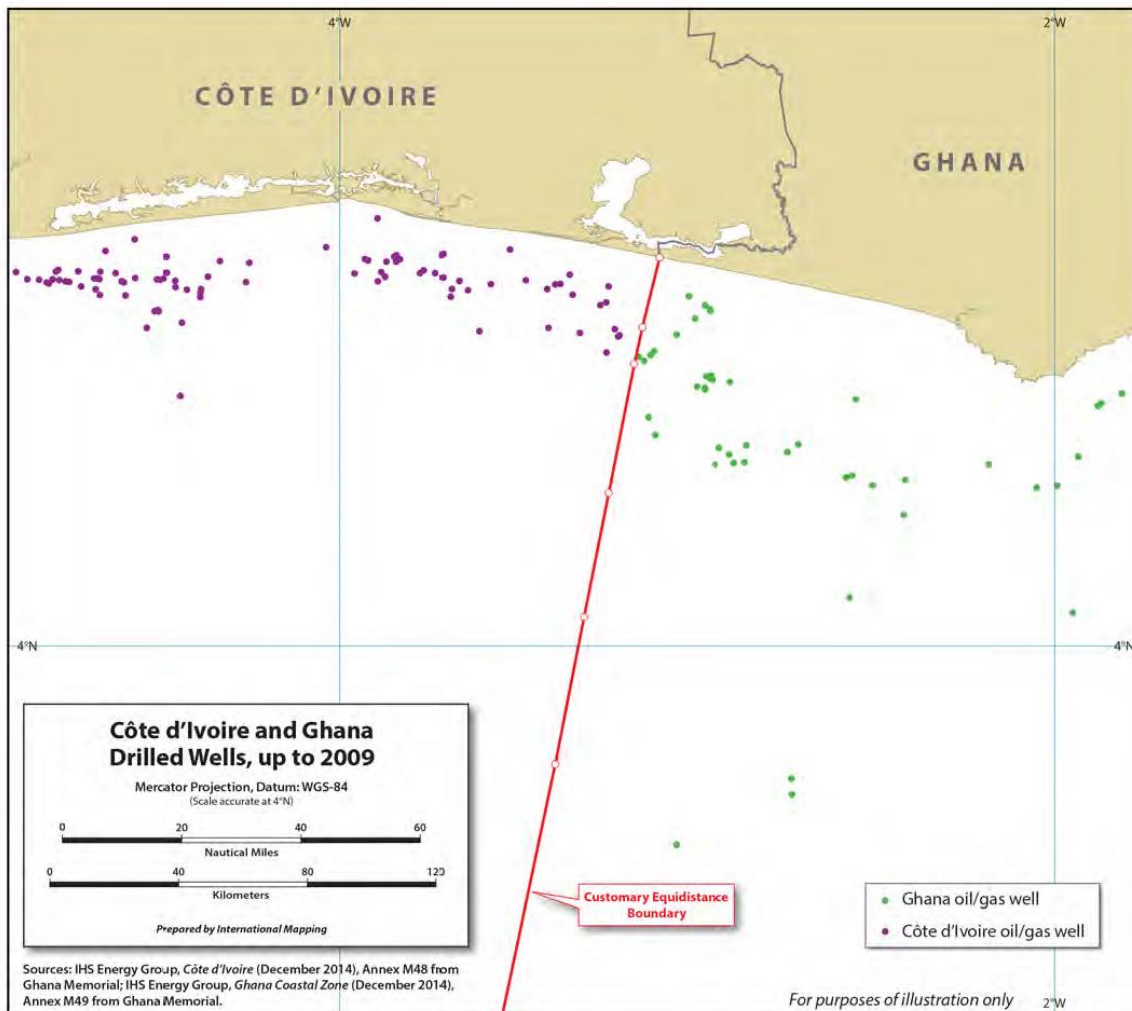 4°W
2°W
CÔTE D'IVOIRE
GHANA
4°N
4°N
Côte d'Ivoire and Ghana
Drilled Wells, up to 2009
Mercator Projection, Datum: WGS-84
(Scale accurate at 4°N)
0 20 40 60
Nautical Miles
0 40 80 120
Kilometers
Prepared by International Mapping
Customary Equidistance
Boundary
Ghana oil/gas well
Côte d'Ivoire oil/gas well
Sources: IHS Energy Group, Côte d'Ivoire (December 2014), Annex M48 from
Ghana Memorial; IHS Energy Group, Ghana Coastal Zone (December 2014),
Annex M49 from Ghana Memorial.
For purposes of illustration only
2°W